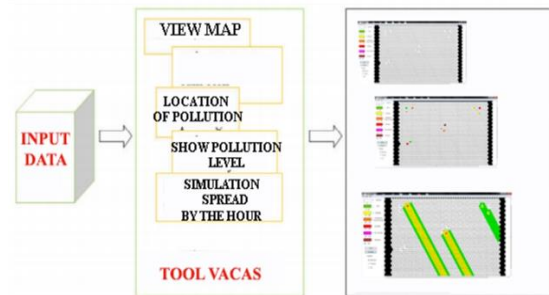 VIEW MAP
LOCATION
OF POLLUTION
SHOW POLLUTION
LEVEL
SIMULATION
SPREAD
BY THE HOUR
INPUT
DATA
TOOL VACAS